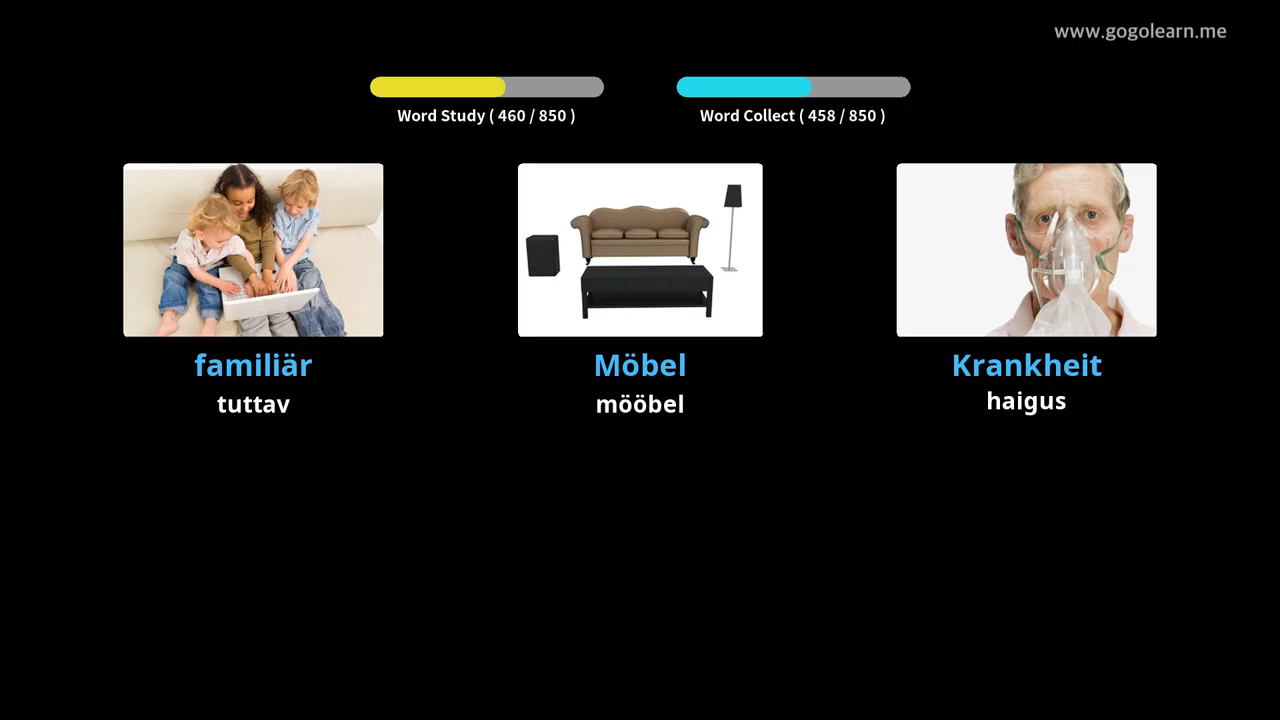 www.gogolearn.me
Word Study ( 460 / 850 )
Word Collect ( 458 / 850 )
familiär
Möbel
Krankheit
tuttav
mööbel
haigus